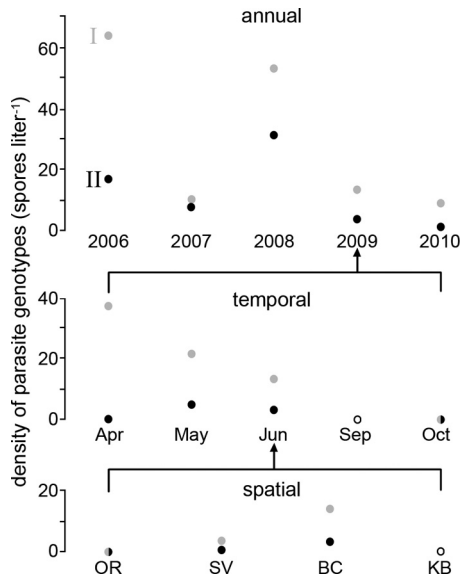 annual
density of parasite genotypes (spores liter⁻¹)
60
40
20
0
I
II
2006 2007 2008 2009 2010
temporal
40
20
0
Apr May Jun Sep Oct
spatial
20
0
OR SV BC KB